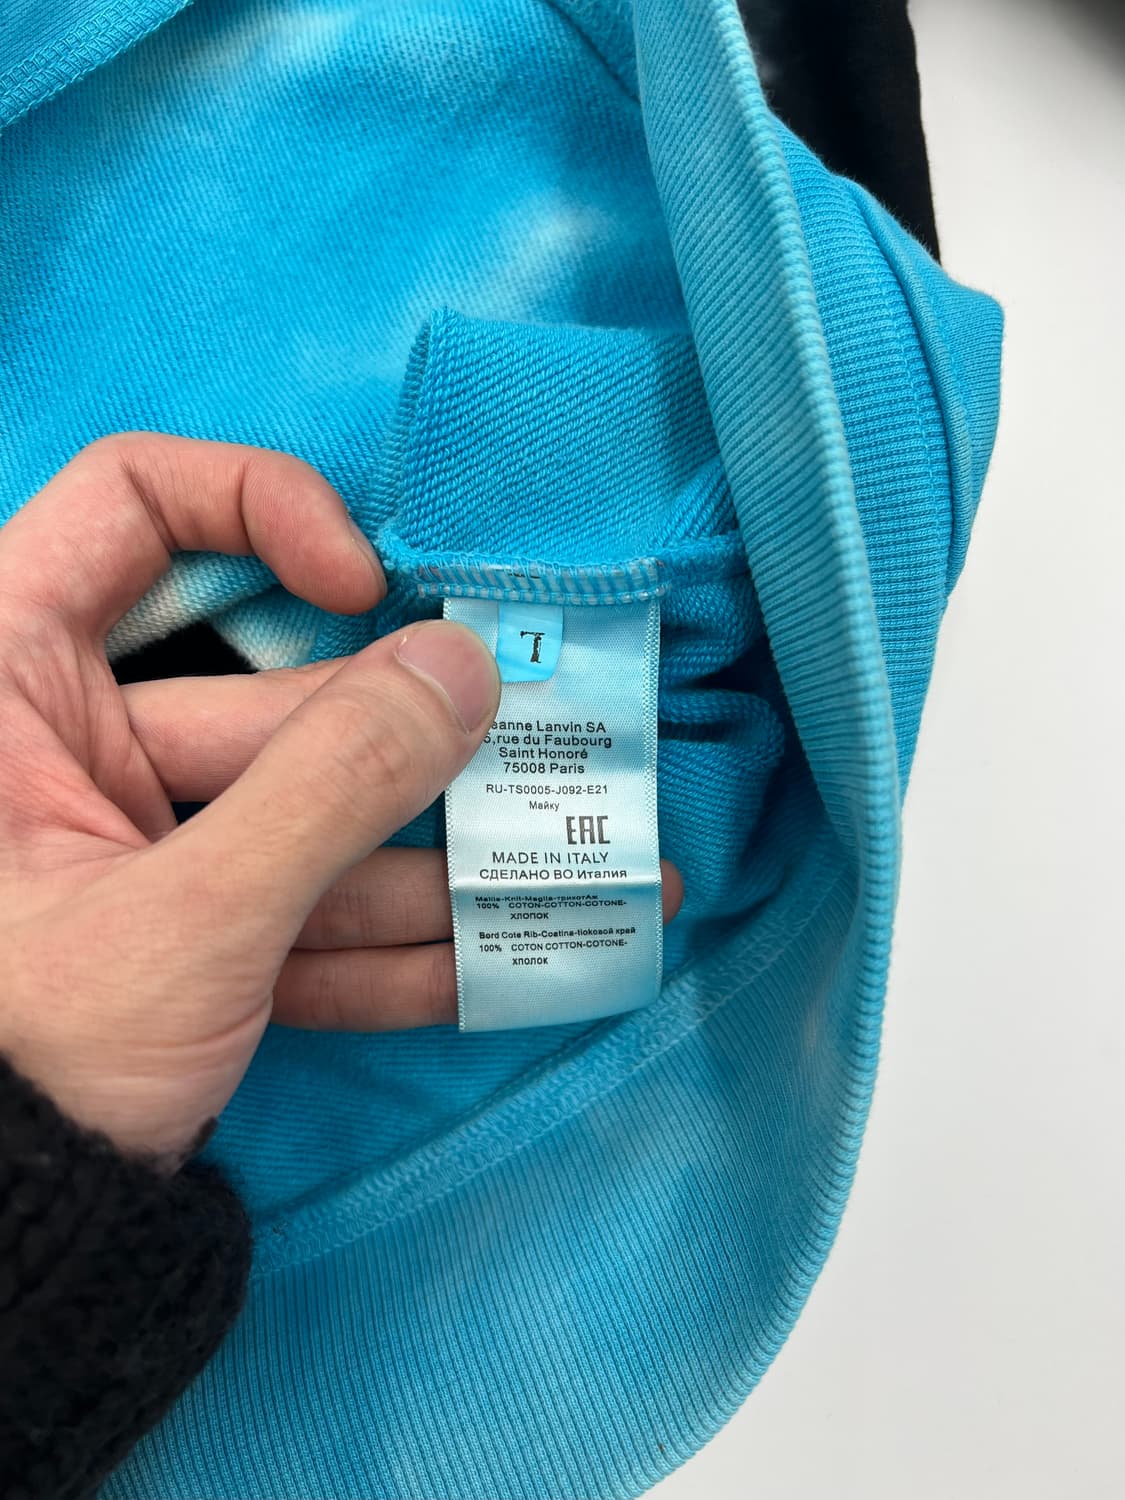 L
eanne Lanvin SA
5,rue du Faubourg
Saint Honoré
75008 Paris
RU-TS0005-J092-E21
Майку
EAC
MADE IN ITALY
СДЕЛАНО ВО Италия
Maille-Knit-Maglia-трикотАж
100% COTON-COTTON-COTONE-
ХЛОПОК
Bord Cote Rib-Costina-tioковой край
100% COTON COTTON-COTONE-
ХПОЛОК